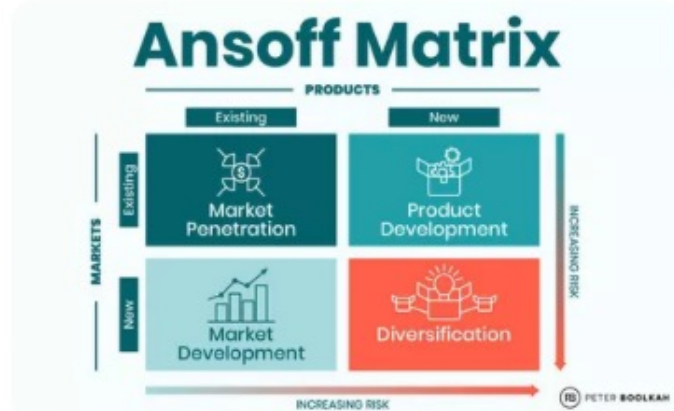 Ansoff Matrix
PRODUCTS
Existing
New
MARKETS
Existing
Market
Penetration
Product
Development
New
Market
Development
Diversification
INCREASING RISK
INCREASING RISK
PB PETER BOOLKAH